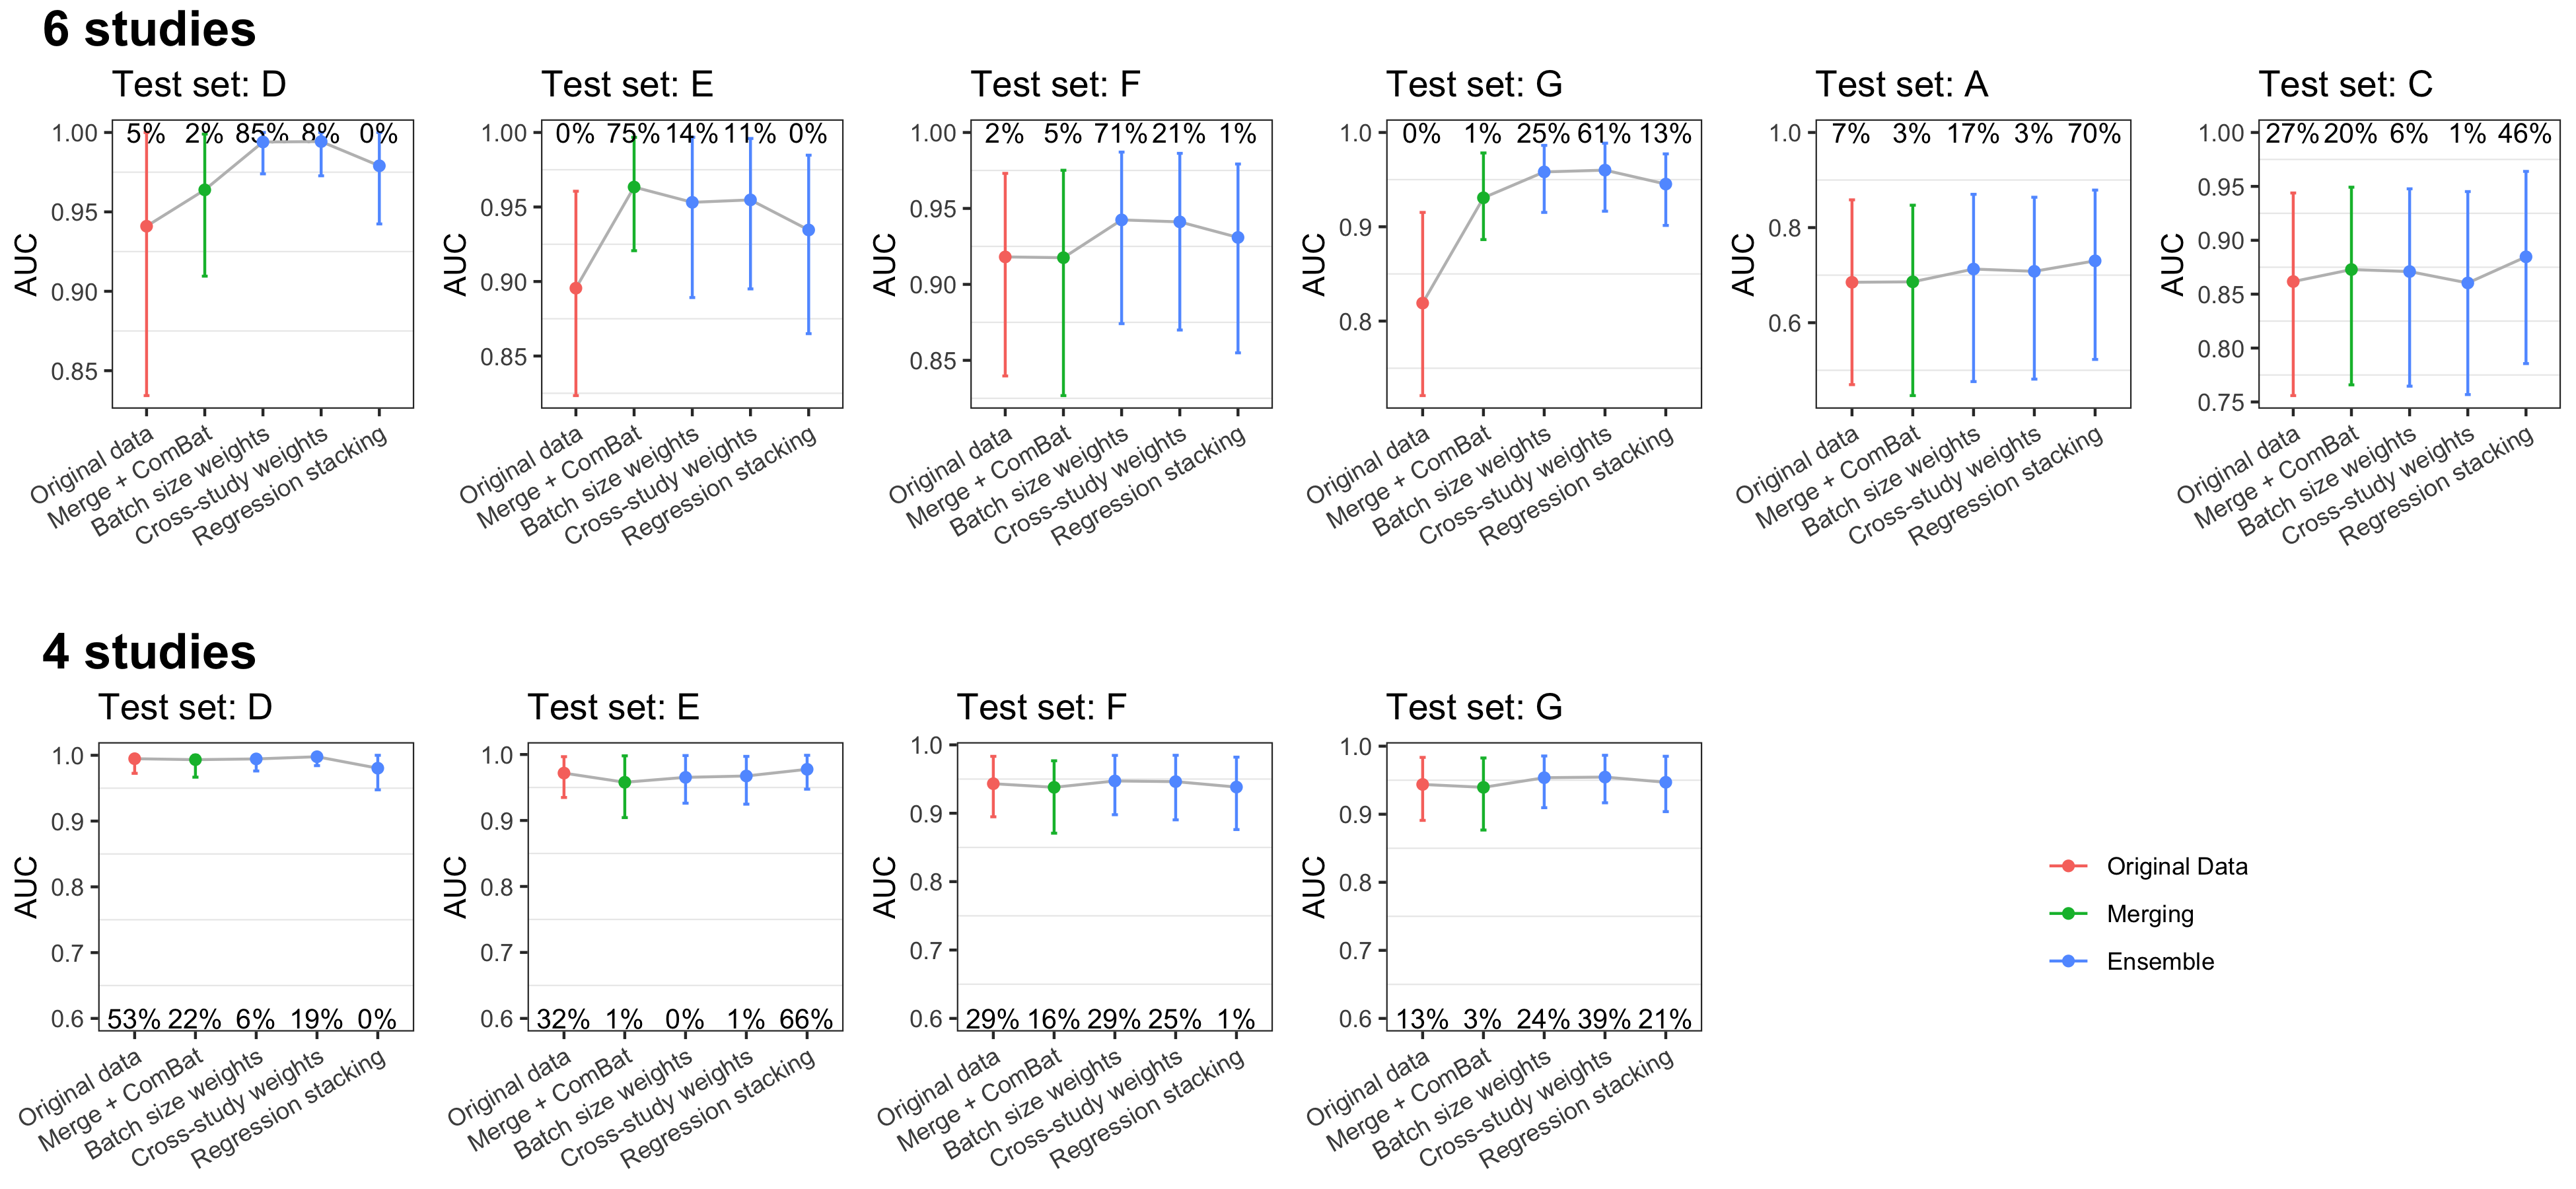 6 studies
Test set: D
Test set: E
Test set: F
Test set: G
Test set: A
Test set: C
5% 2% 85% 8% 0%
AUC
1.00
0.95
0.90
0.85
Original data
Merge + ComBat
Batch size weights
Cross-study weights
Regression stacking
0% 75% 14% 11% 0%
AUC
1.00
0.95
0.90
0.85
Original data
Merge + ComBat
Batch size weights
Cross-study weights
Regression stacking
2% 5% 71% 21% 1%
AUC
1.00
0.95
0.90
0.85
Original data
Merge + ComBat
Batch size weights
Cross-study weights
Regression stacking
0% 1% 25% 61% 13%
AUC
1.0
0.9
0.8
Original data
Merge + ComBat
Batch size weights
Cross-study weights
Regression stacking
7% 3% 17% 3% 70%
AUC
1.0
0.8
0.6
Original data
Merge + ComBat
Batch size weights
Cross-study weights
Regression stacking
27% 20% 6% 1% 46%
AUC
1.00
0.95
0.90
0.85
0.80
0.75
Original data
Merge + ComBat
Batch size weights
Cross-study weights
Regression stacking
4 studies
Test set: D
Test set: E
Test set: F
Test set: G
AUC
1.0
0.9
0.8
0.7
0.6
53% 22% 6% 19% 0%
Original data
Merge + ComBat
Batch size weights
Cross-study weights
Regression stacking
AUC
1.0
0.9
0.8
0.7
0.6
32% 1% 0% 1% 66%
Original data
Merge + ComBat
Batch size weights
Cross-study weights
Regression stacking
AUC
1.0
0.9
0.8
0.7
0.6
29% 16% 29% 25% 1%
Original data
Merge + ComBat
Batch size weights
Cross-study weights
Regression stacking
AUC
1.0
0.9
0.8
0.7
0.6
13% 3% 24% 39% 21%
Original data
Merge + ComBat
Batch size weights
Cross-study weights
Regression stacking
Original Data
Merging
Ensemble